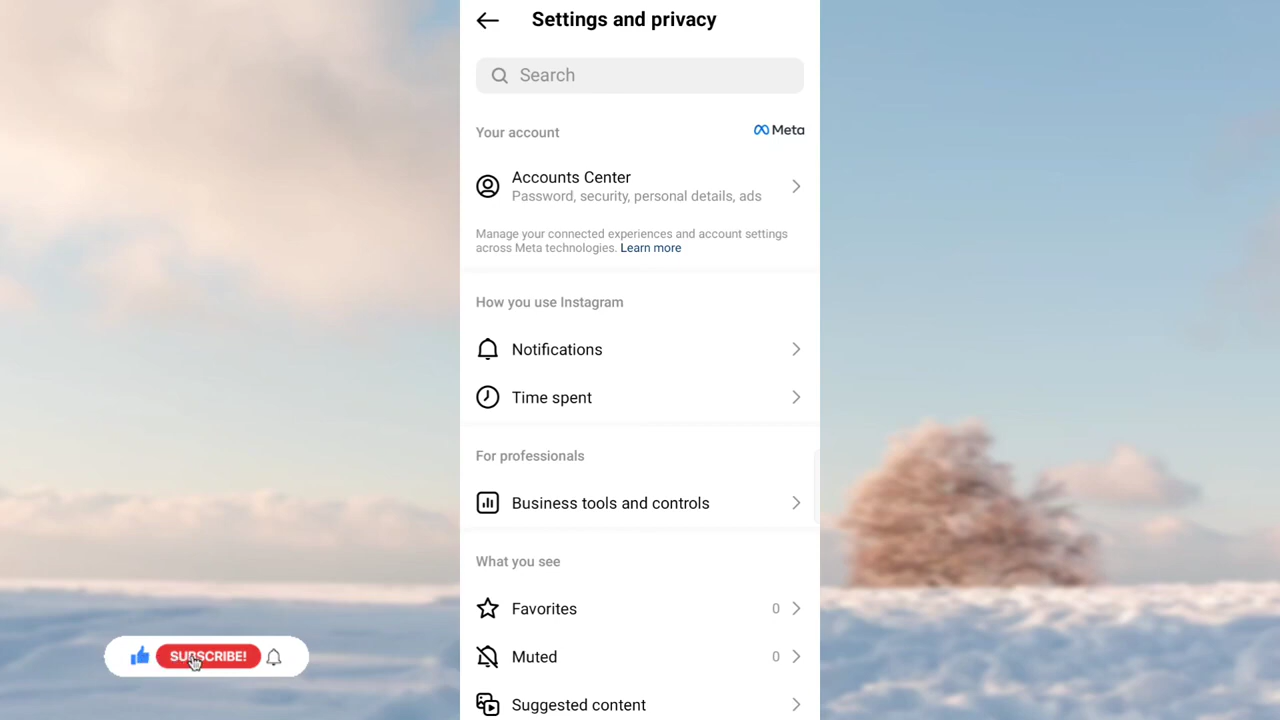 Settings and privacy
Search
Your account
Meta
Accounts Center
Password, security, personal details, ads
Manage your connected experiences and account settings
across Meta technologies. Learn more
How you use Instagram
Notifications
Time spent
For professionals
Business tools and controls
What you see
Favorites 0
Muted 0
Suggested content
SUBSCRIBE!